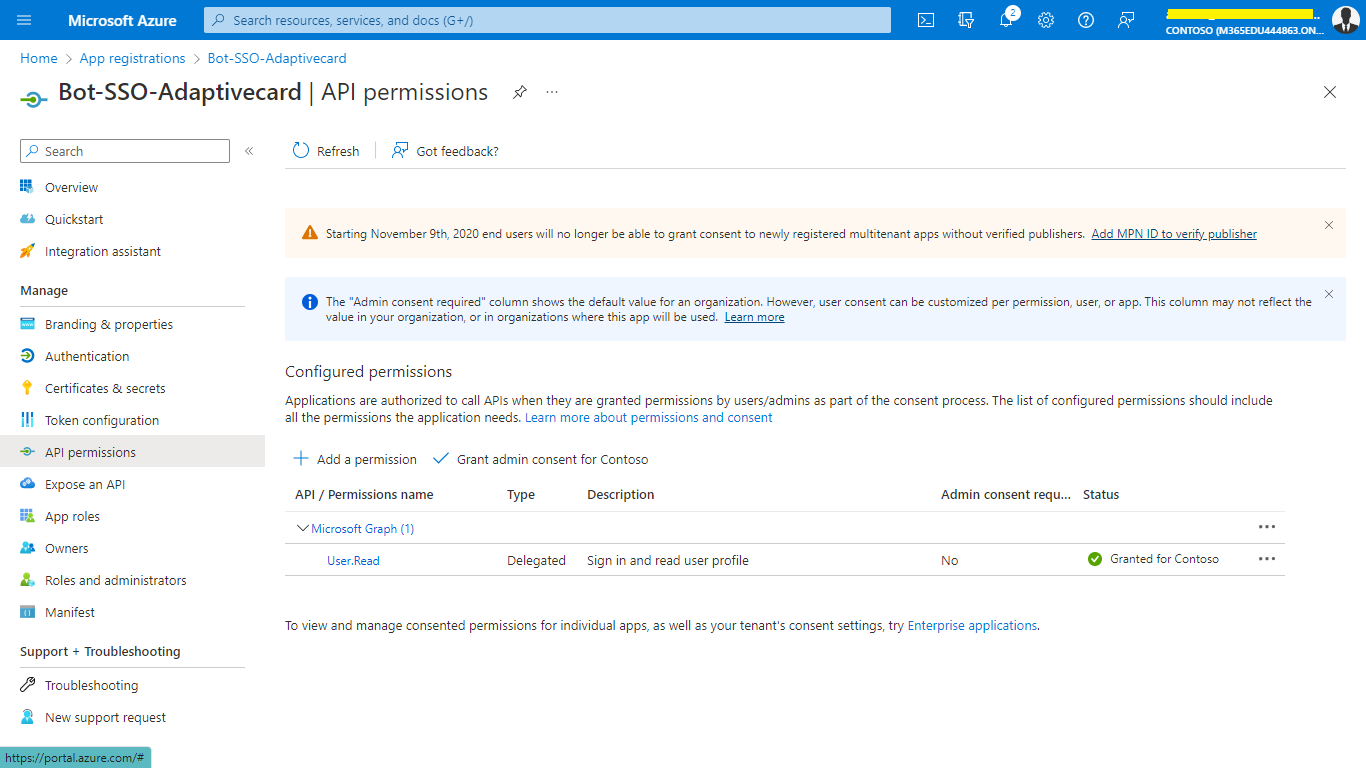 Microsoft Azure
Search resources, services, and docs (G+/)
2
CONTOSO (M365EDU444863.ON...
Home > App registrations > Bot-SSO-Adaptivecard
Bot-SSO-Adaptivecard | API permissions
Search
«
Refresh
Got feedback?
Overview
Quickstart
Integration assistant
Manage
Branding & properties
Authentication
Certificates & secrets
Token configuration
API permissions
Expose an API
App roles
Owners
Roles and administrators
Manifest
Support + Troubleshooting
Troubleshooting
New support request
Starting November 9th, 2020 end users will no longer be able to grant consent to newly registered multitenant apps without verified publishers. Add MPN ID to verify publisher
The "Admin consent required" column shows the default value for an organization. However, user consent can be customized per permission, user, or app. This column may not reflect the
value in your organization, or in organizations where this app will be used. Learn more
Configured permissions
Applications are authorized to call APIs when they are granted permissions by users/admins as part of the consent process. The list of configured permissions should include
all the permissions the application needs. Learn more about permissions and consent
Add a permission
Grant admin consent for Contoso
API / Permissions name Type Description Admin consent requ... Status
Microsoft Graph (1)
User.Read Delegated Sign in and read user profile No Granted for Contoso
To view and manage consented permissions for individual apps, as well as your tenant's consent settings, try Enterprise applications.
https://portal.azure.com/#